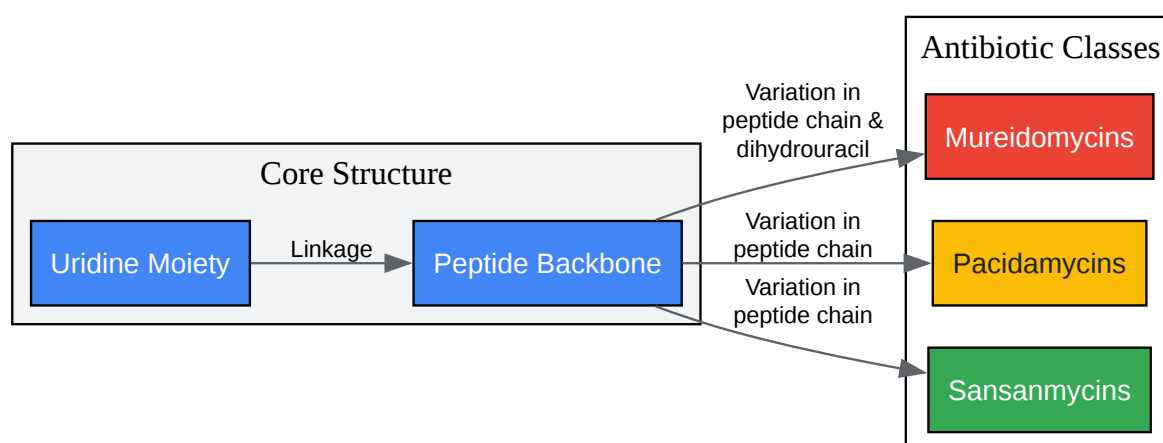 Antibiotic Classes
Variation in
peptide chain &
dihydrouracil
Mureidomycins
Core Structure
Uridine Moiety
Linkage
Peptide Backbone
Variation in
peptide chain
Pacidamycins
Variation in
peptide chain
Sansanmycins